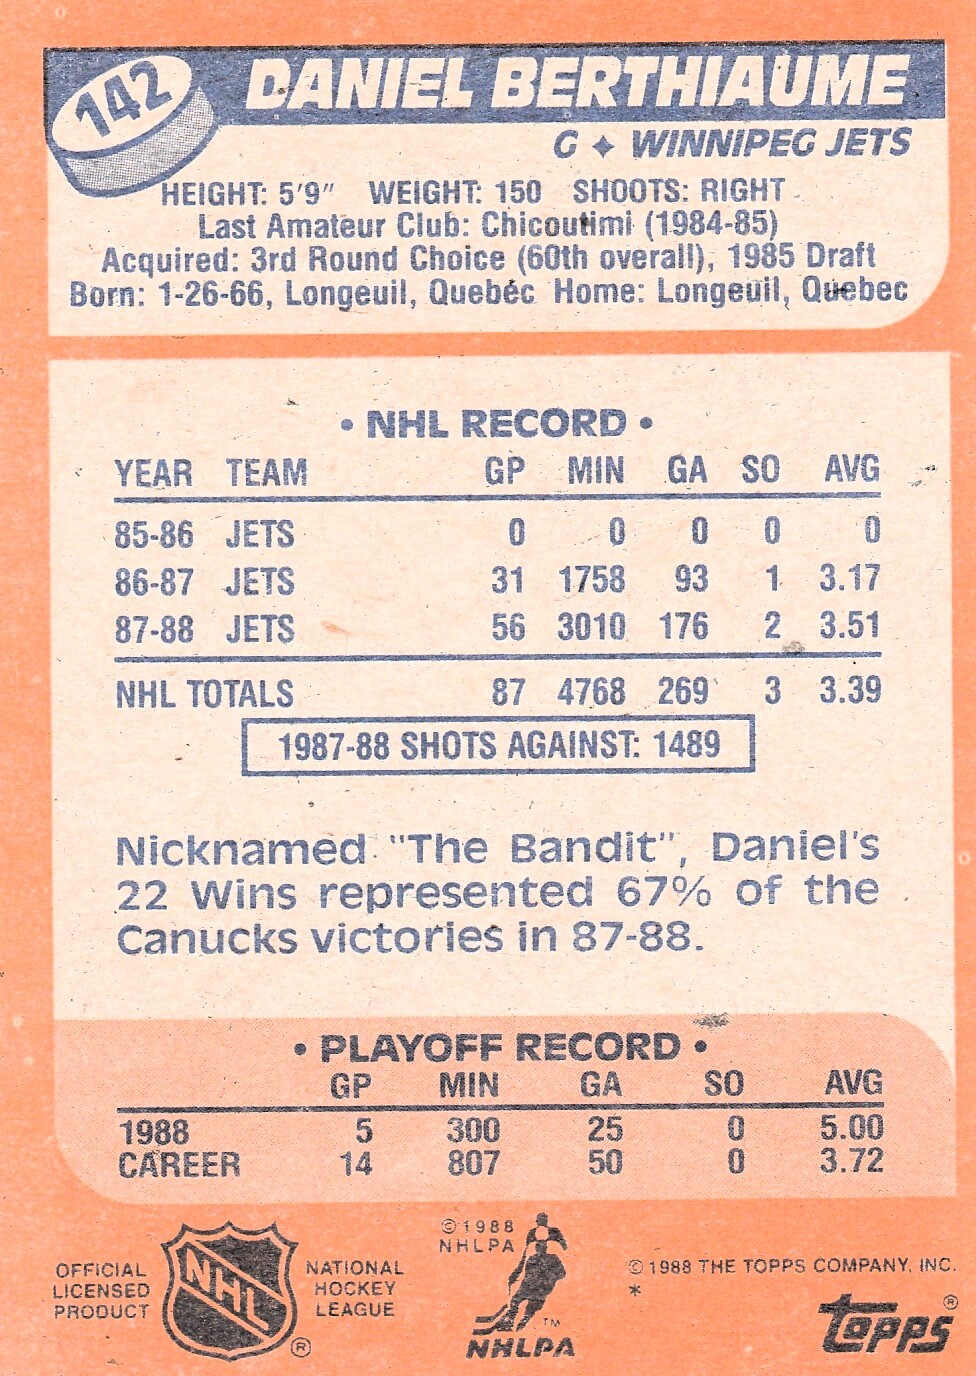 142
DANIEL BERTHIAUME
G ✦ WINNIPEG JETS
HEIGHT: 5'9" WEIGHT: 150 SHOOTS: RIGHT
Last Amateur Club: Chicoutimi (1984-85)
Acquired: 3rd Round Choice (60th overall), 1985 Draft
Born: 1-26-66, Longeuil, Quebec Home: Longeuil, Quebec
• NHL RECORD •
YEAR TEAM GP MIN GA SO AVG
85-86 JETS 0 0 0 0 0
86-87 JETS 31 1758 93 1 3.17
87-88 JETS 56 3010 176 2 3.51
NHL TOTALS 87 4768 269 3 3.39
1987-88 SHOTS AGAINST: 1489
Nicknamed "The Bandit", Daniel's
22 Wins represented 67% of the
Canucks victories in 87-88.
• PLAYOFF RECORD •
GP MIN GA SO AVG
1988 5 300 25 0 5.00
CAREER 14 807 50 0 3.72
OFFICIAL
LICENSED
PRODUCT
NHL
®
NATIONAL
HOCKEY
LEAGUE
© 1988
NHLPA
TM
NHLPA
© 1988 THE TOPPS COMPANY, INC.
*
Topps ®